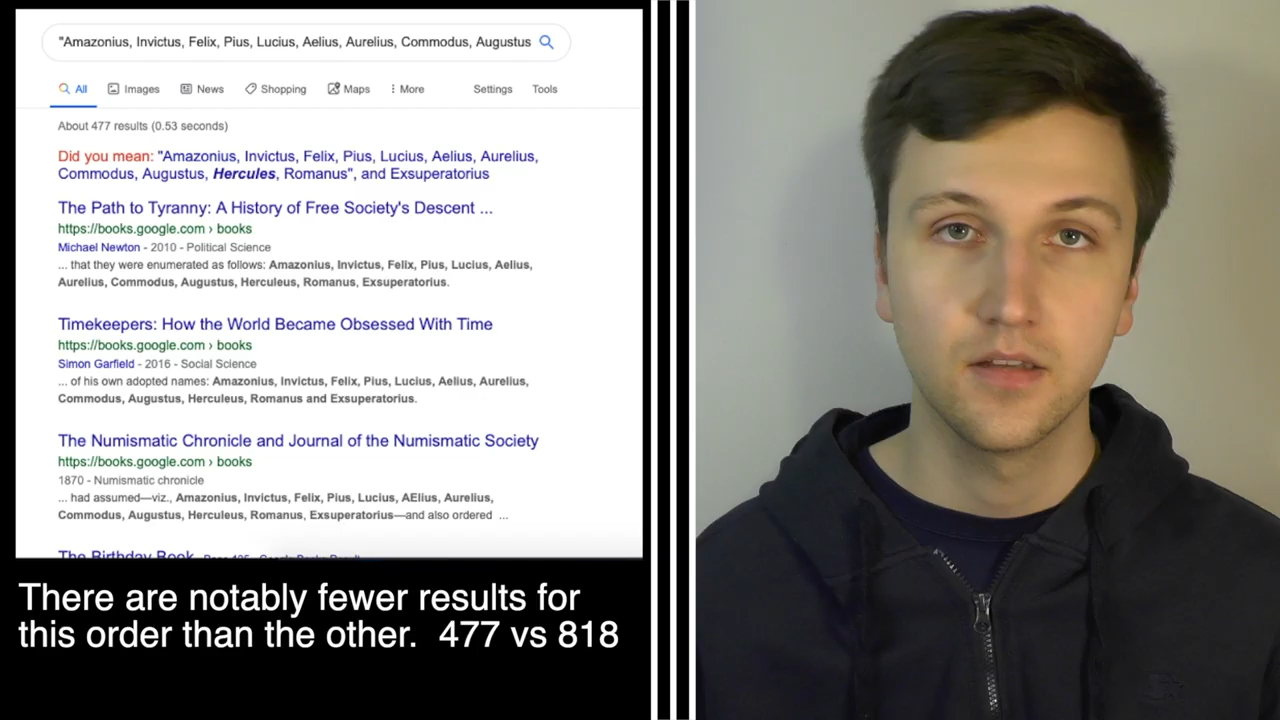 "Amazonius, Invictus, Felix, Pius, Lucius, Aelius, Aurelius, Commodus, Augustus
All Images News Shopping Maps More Settings Tools
About 477 results (0.53 seconds)
Did you mean: "Amazonius, Invictus, Felix, Pius, Lucius, Aelius, Aurelius,
Commodus, Augustus, Hercules, Romanus", and Exsuperatorius
The Path to Tyranny: A History of Free Society's Descent ...
https://books.google.com › books
Michael Newton - 2010 - Political Science
... that they were enumerated as follows: Amazonius, Invictus, Felix, Pius, Lucius, Aelius,
Aurelius, Commodus, Augustus, Herculeus, Romanus, Exsuperatorius.
Timekeepers: How the World Became Obsessed With Time
https://books.google.com › books
Simon Garfield - 2016 - Social Science
... of his own adopted names: Amazonius, Invictus, Felix, Pius, Lucius, Aelius, Aurelius,
Commodus, Augustus, Herculeus, Romanus and Exsuperatorius.
The Numismatic Chronicle and Journal of the Numismatic Society
https://books.google.com › books
1870 - Numismatic chronicle
... had assumed—viz., Amazonius, Invictus, Felix, Pius, Lucius, AElius, Aurelius,
Commodus, Augustus, Herculeus, Romanus, Exsuperatorius—and also ordered ...
The Birthday Book
There are notably fewer results for
this order than the other. 477 vs 818